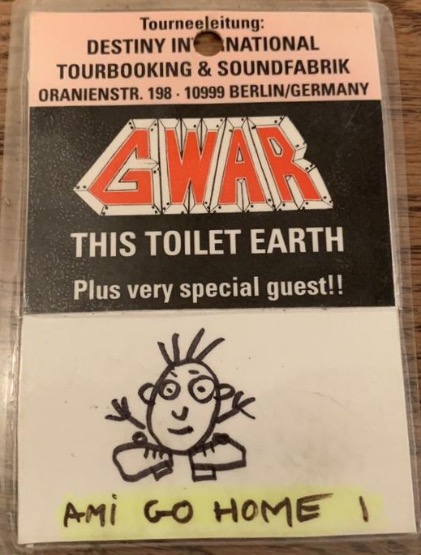 Tourneeleitung:
DESTINY INTERNATIONAL
TOURBOOKING & SOUNDFABRIK
ORANIENSTR. 198 · 10999 BERLIN/GERMANY
GWAR
THIS TOILET EARTH
Plus very special guest!!
AMi GO HOME !